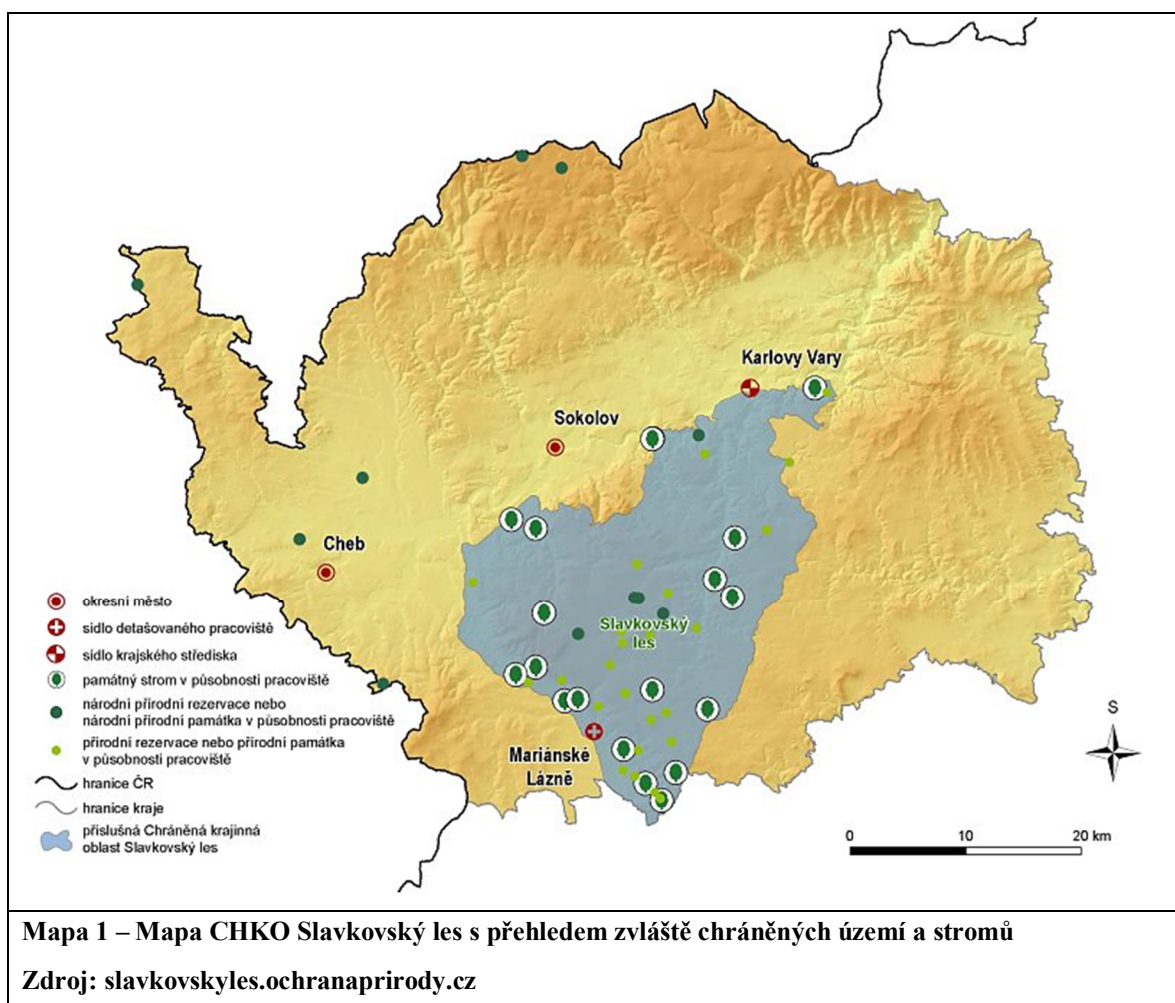 Karlovy Vary
Sokolov
Cheb
Slavkovský
les
Mariánské
Lázně
okresní město
sídlo detašovaného pracoviště
sídlo krajského střediska
památný strom v působnosti pracoviště
národní přírodní rezervace nebo
národní přírodní památka v působnosti pracoviště
přírodní rezervace nebo přírodní památka
v působnosti pracoviště
hranice ČR
hranice kraje
příslušná Chráněná krajinná
oblast Slavkovský les
S
0 10 20 km
Mapa 1 – Mapa CHKO Slavkovský les s přehledem zvláště chráněných území a stromů
Zdroj: slavkovskyles.ochranaprirody.cz